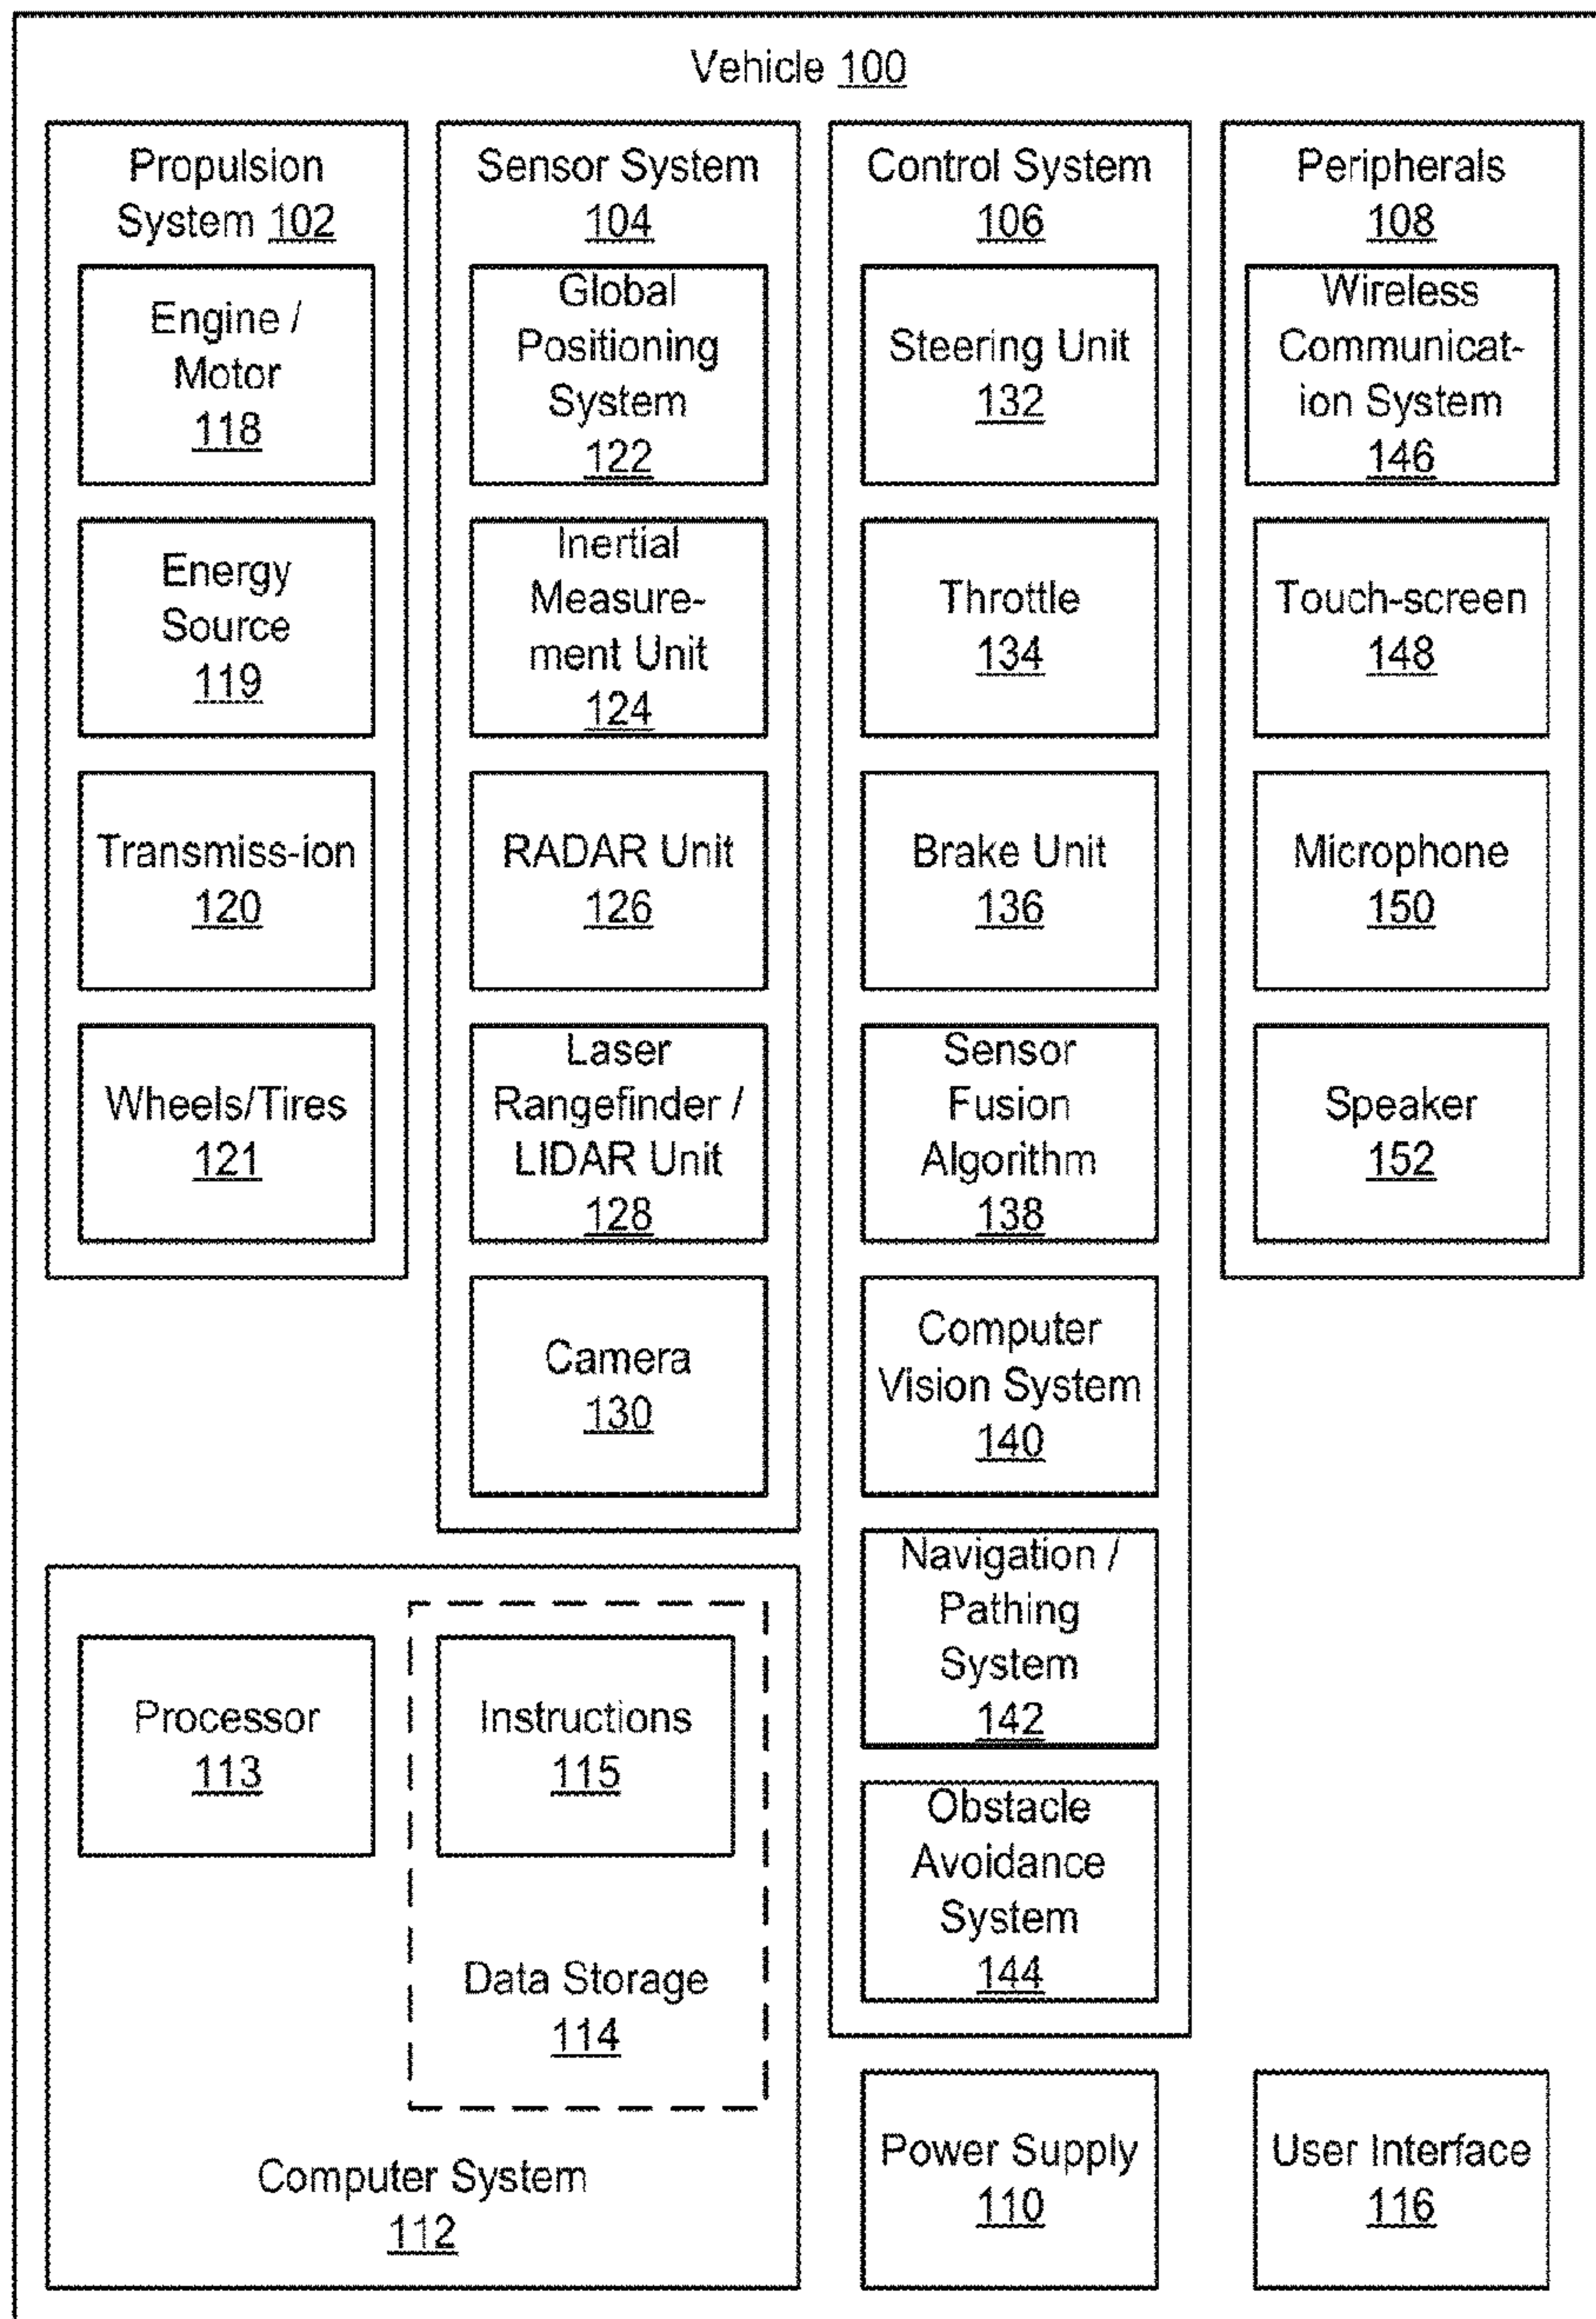 Vehicle 100
Propulsion
System 102
Engine /
Motor
118
Energy
Source
119
Transmiss-ion
120
Wheels/Tires
121
Sensor System
104
Global
Positioning
System
122
Inertial
Measure-
ment Unit
124
RADAR Unit
126
Laser
Rangefinder /
LIDAR Unit
128
Camera
130
Control System
106
Steering Unit
132
Throttle
134
Brake Unit
136
Sensor
Fusion
Algorithm
138
Computer
Vision System
140
Navigation /
Pathing
System
142
Obstacle
Avoidance
System
144
Peripherals
108
Wireless
Communicat-
ion System
146
Touch-screen
148
Microphone
150
Speaker
152
Processor
113
Instructions
115
Data Storage
114
Computer System
112
Power Supply
110
User Interface
116